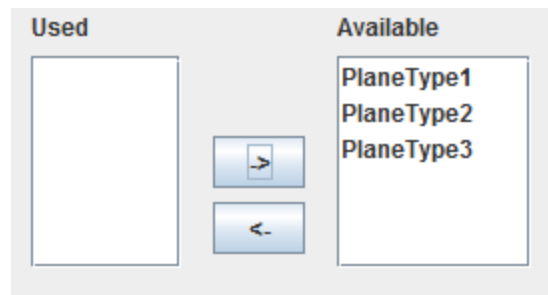 Used
Available
PlaneType1
PlaneType2
PlaneType3
->
<-